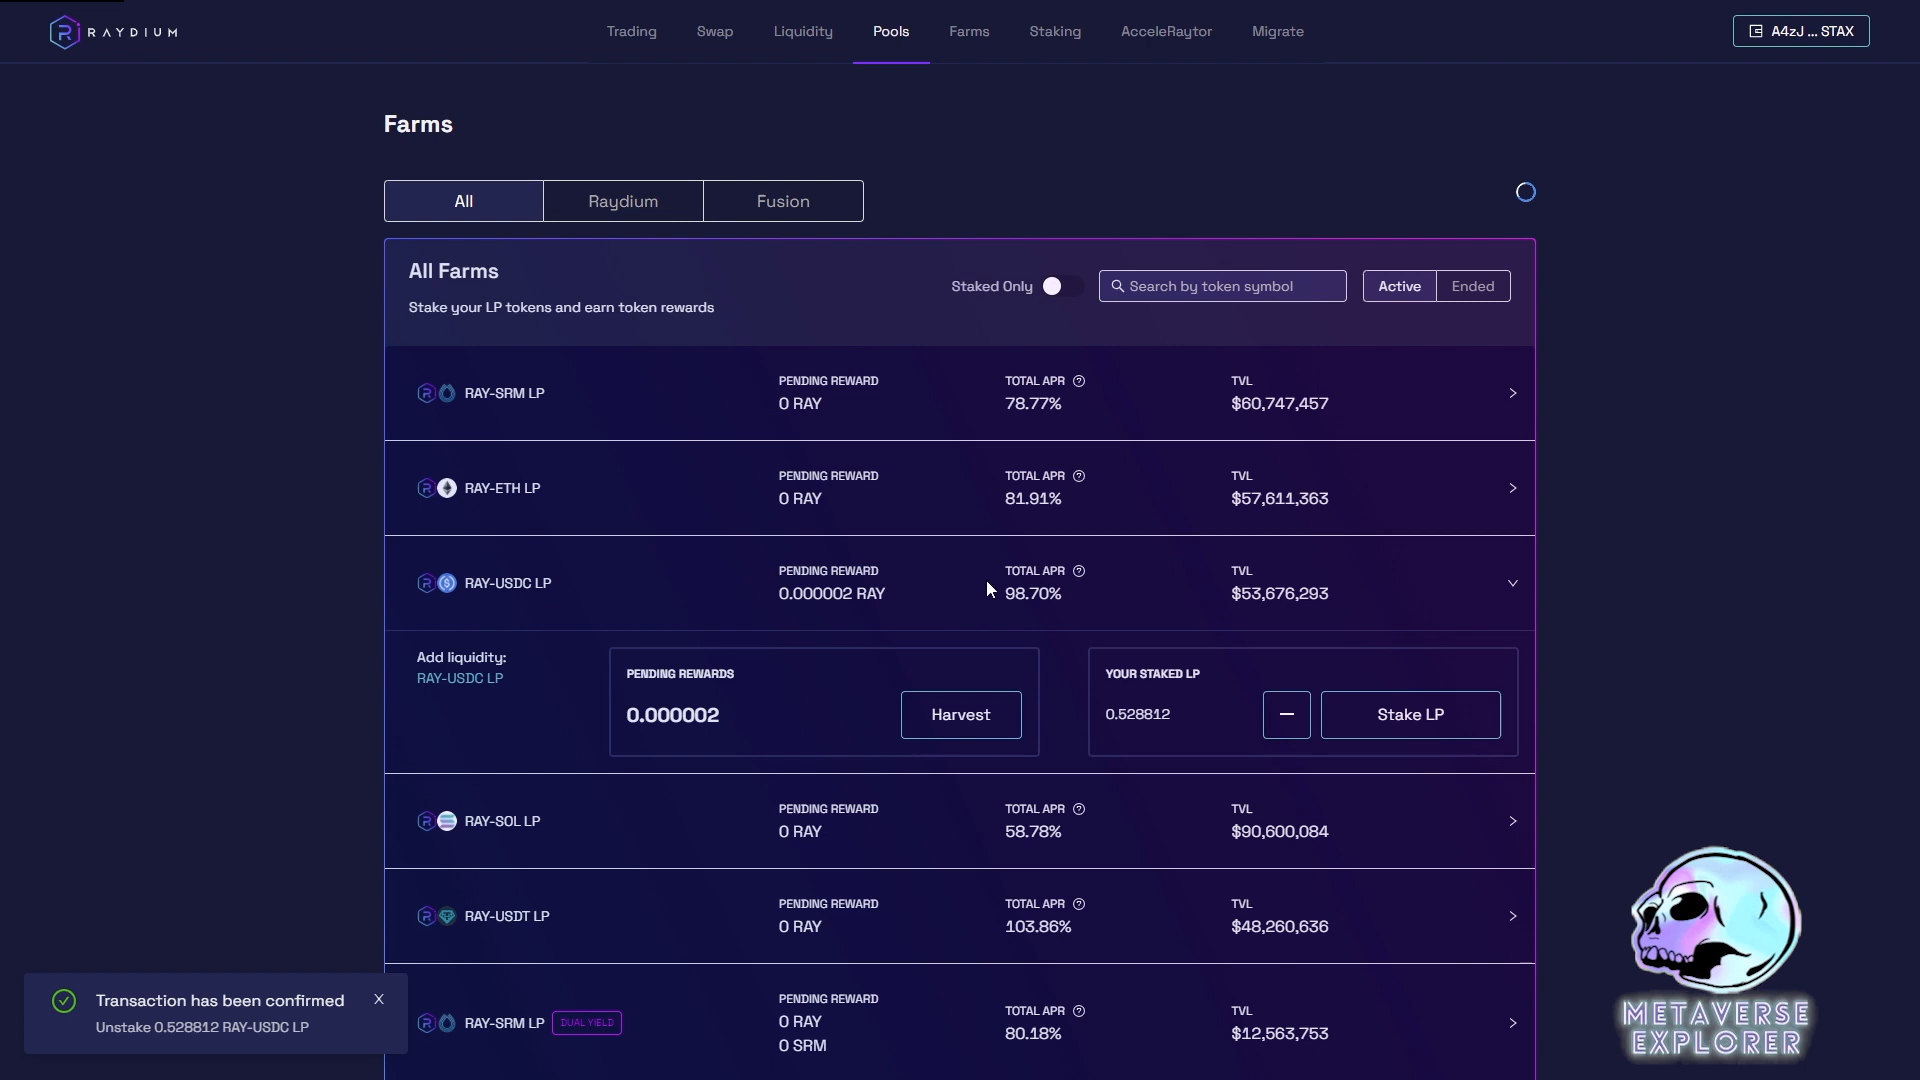 RAYDIUM
Trading Swap Liquidity Pools Farms Staking AcceleRaytor Migrate
A4zJ ... STAX
Farms
All Raydium Fusion
All Farms
Stake your LP tokens and earn token rewards
Staked Only
Search by token symbol
Active Ended
RAY-SRM LP
PENDING REWARD
0 RAY
TOTAL APR
78.77%
TVL
$60,747,457
RAY-ETH LP
PENDING REWARD
0 RAY
TOTAL APR
81.91%
TVL
$57,611,363
RAY-USDC LP
PENDING REWARD
0.000002 RAY
TOTAL APR
98.70%
TVL
$53,676,293
Add liquidity:
RAY-USDC LP
PENDING REWARDS
0.000002
Harvest
YOUR STAKED LP
0.528812
Stake LP
RAY-SOL LP
PENDING REWARD
0 RAY
TOTAL APR
58.78%
TVL
$90,600,084
RAY-USDT LP
PENDING REWARD
0 RAY
TOTAL APR
103.86%
TVL
$48,260,636
RAY-SRM LP
DUAL YIELD
PENDING REWARD
0 RAY
0 SRM
TOTAL APR
80.18%
TVL
$12,563,753
Transaction has been confirmed X
Unstake 0.528812 RAY-USDC LP
METAVERSE
EXPLORER